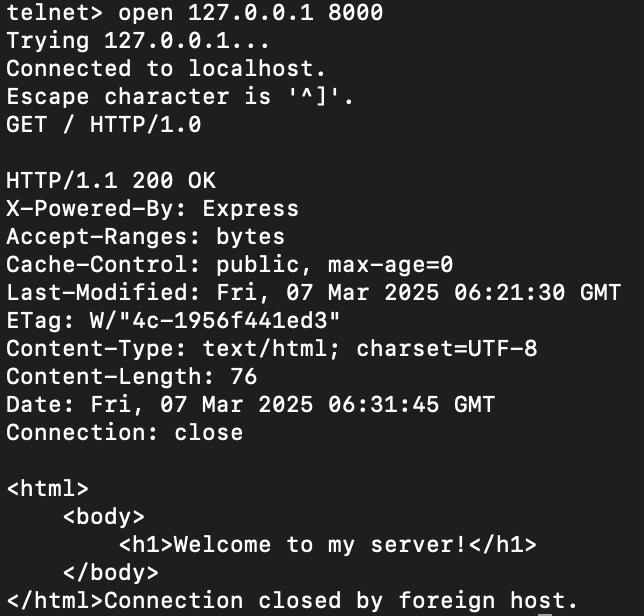 telnet> open 127.0.0.1 8000
Trying 127.0.0.1...
Connected to localhost.
Escape character is '^]'.
GET / HTTP/1.0

HTTP/1.1 200 OK
X-Powered-By: Express
Accept-Ranges: bytes
Cache-Control: public, max-age=0
Last-Modified: Fri, 07 Mar 2025 06:21:30 GMT
ETag: W/"4c-1956f441ed3"
Content-Type: text/html; charset=UTF-8
Content-Length: 76
Date: Fri, 07 Mar 2025 06:31:45 GMT
Connection: close

<html>
    <body>
        <h1>Welcome to my server!</h1>
    </body>
</html>Connection closed by foreign host.